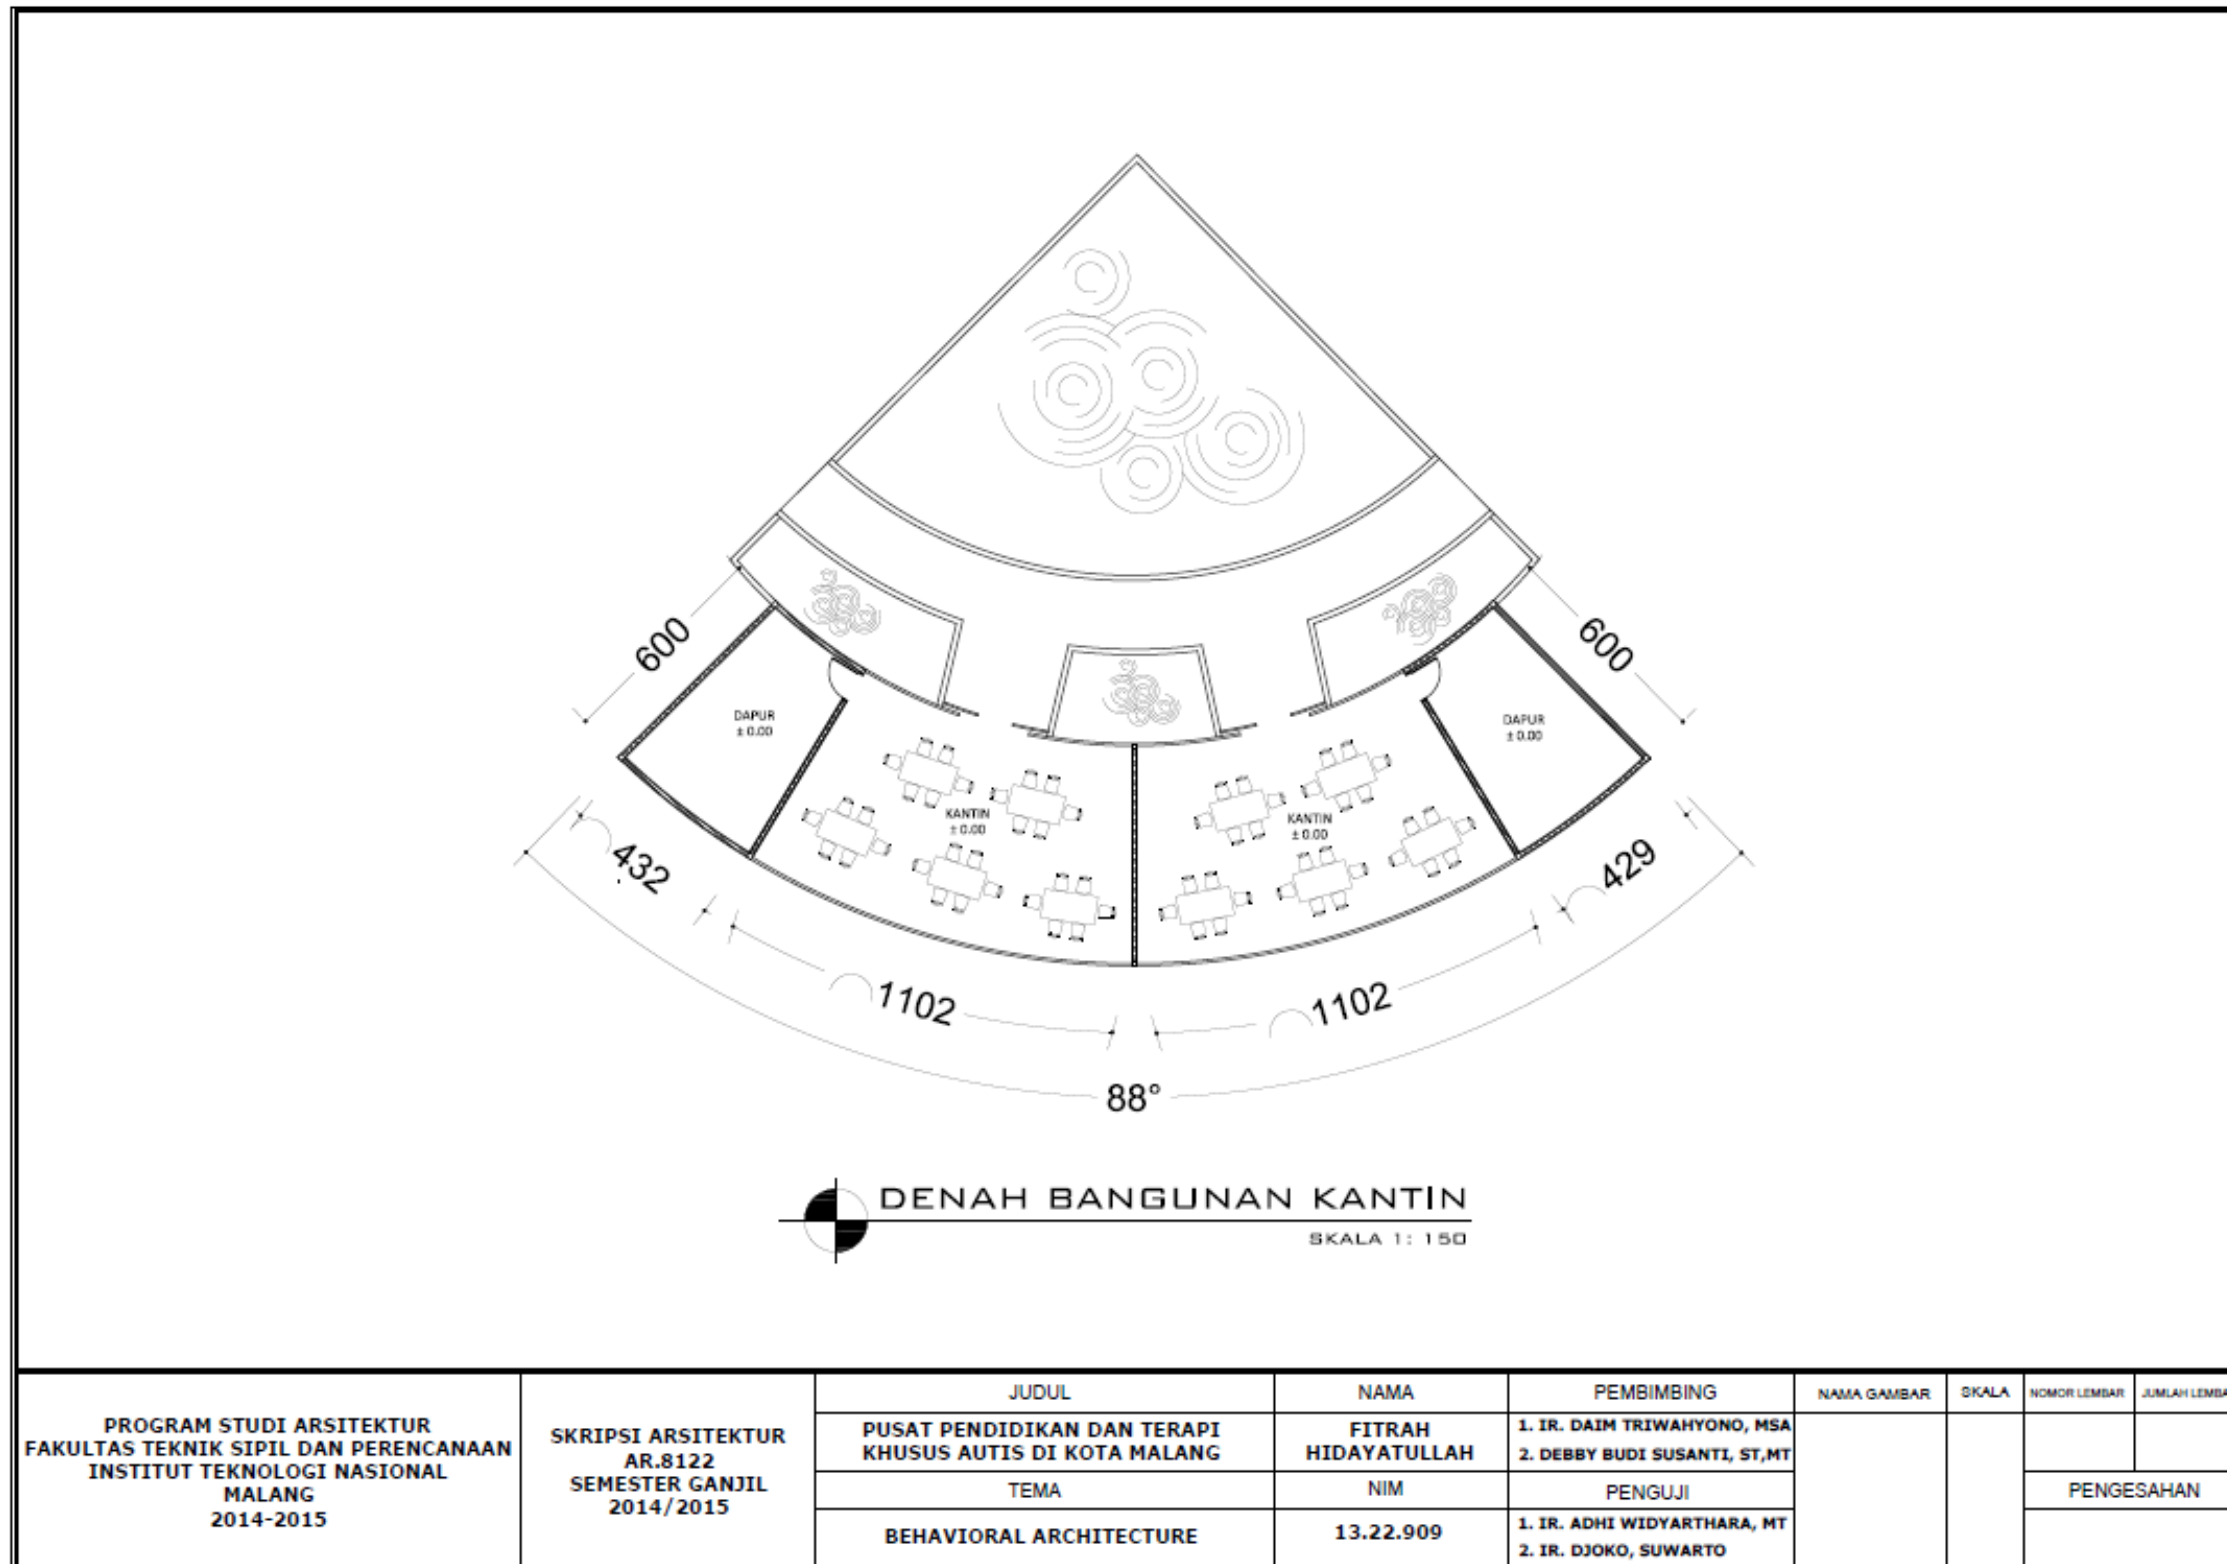 600
600
DAPUR
± 0.00
DAPUR
± 0.00
KANTIN
± 0.00
KANTIN
± 0.00
432
429
1102
1102
88°
DENAH BANGUNAN KANTIN
SKALA 1: 150
PROGRAM STUDI ARSITEKTUR
FAKULTAS TEKNIK SIPIL DAN PERENCANAAN
INSTITUT TEKNOLOGI NASIONAL
MALANG
2014-2015
SKRIPSI ARSITEKTUR
AR.8122
SEMESTER GANJIL
2014/2015
JUDUL
PUSAT PENDIDIKAN DAN TERAPI
KHUSUS AUTIS DI KOTA MALANG
TEMA
BEHAVIORAL ARCHITECTURE
NAMA
FITRAH
HIDAYATULLAH
NIM
13.22.909
PEMBIMBING
1. IR. DAIM TRIWAHYONO, MSA
2. DEBBY BUDI SUSANTI, ST,MT
PENGUJI
1. IR. ADHI WIDYARTHARA, MT
2. IR. DJOKO, SUWARTO
NAMA GAMBAR
SKALA
NOMOR LEMBAR
JUMLAH LEMBA
PENGESAHAN